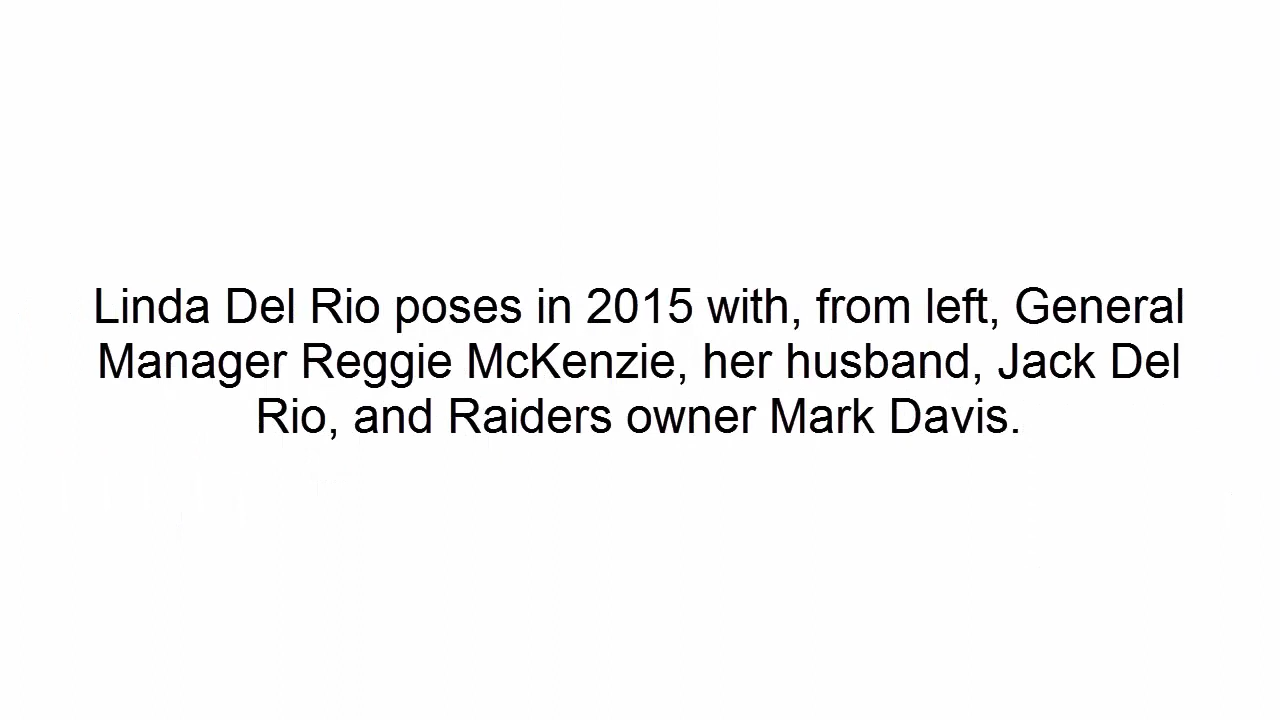 Linda Del Rio poses in 2015 with, from left, General
Manager Reggie McKenzie, her husband, Jack Del
Rio, and Raiders owner Mark Davis.